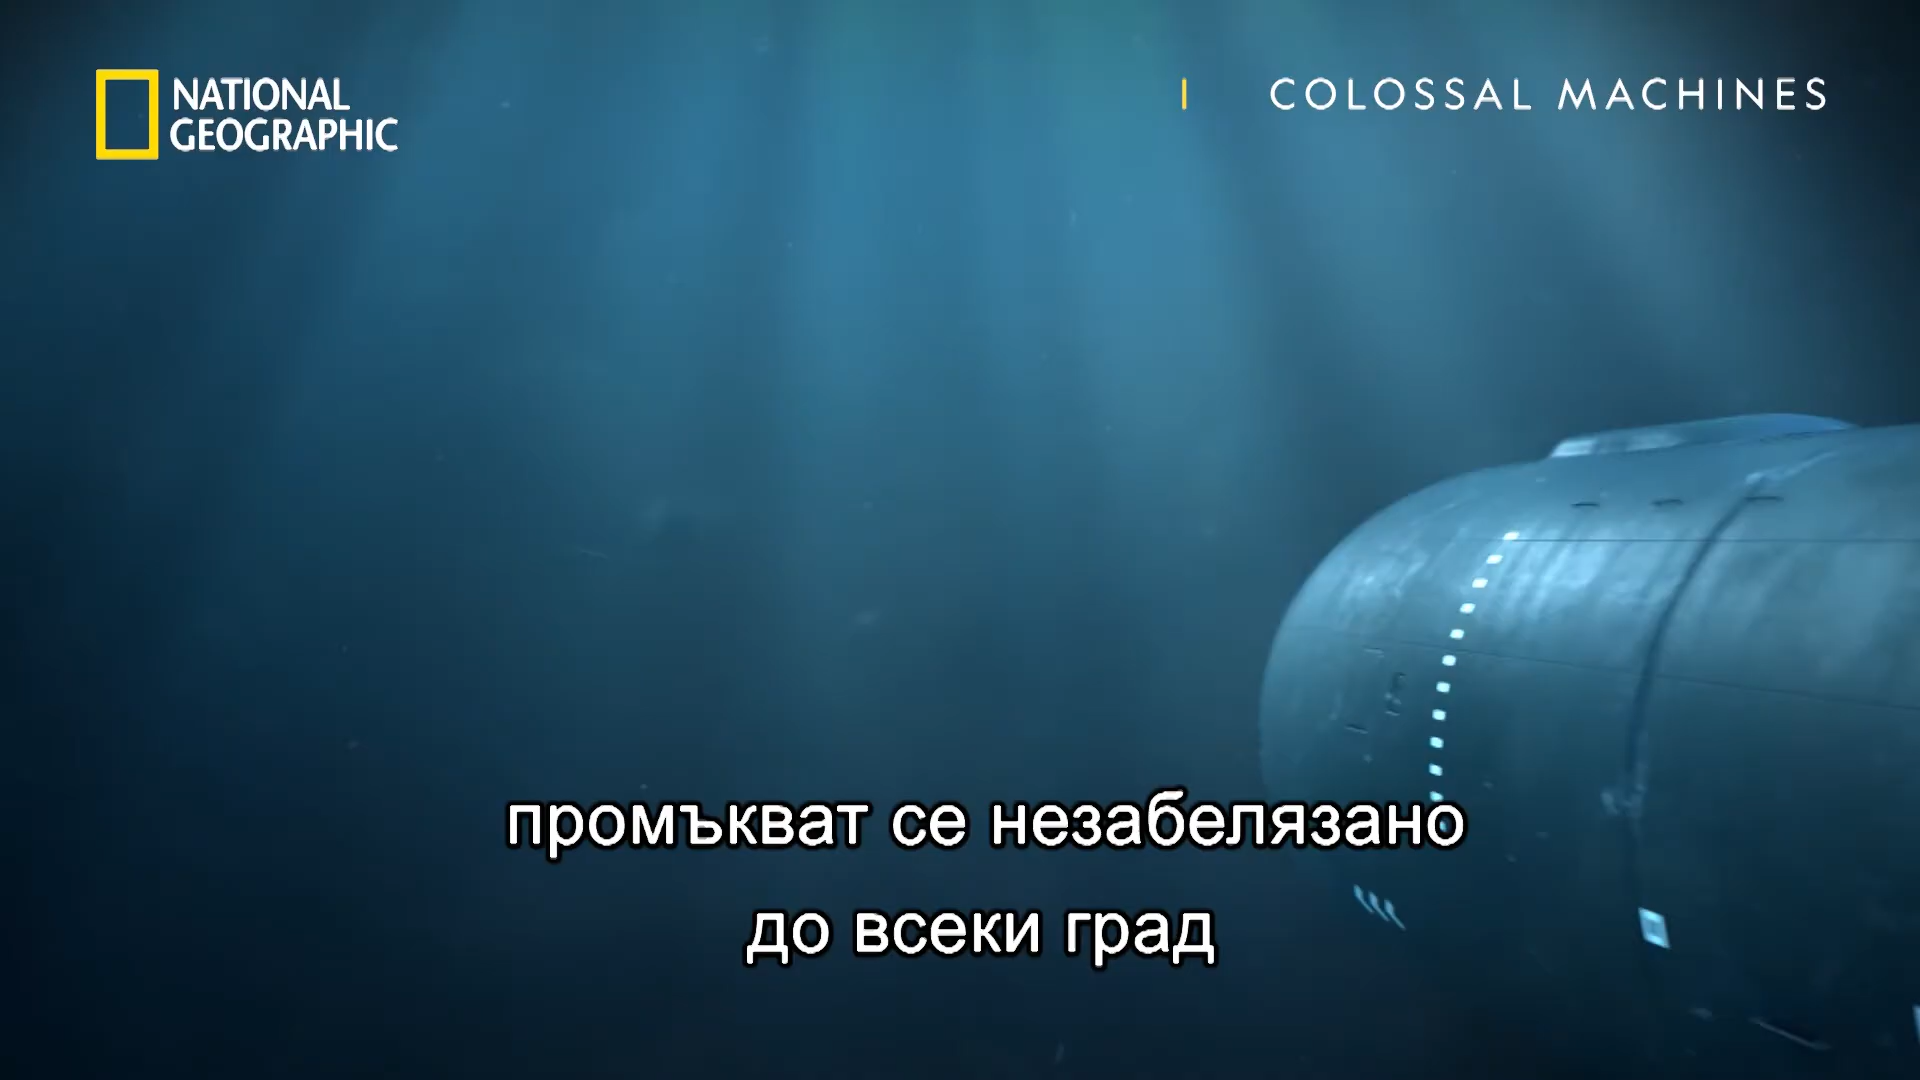 NATIONAL
GEOGRAPHIC
COLOSSAL MACHINES
промъкват се незабелязано
до всеки град